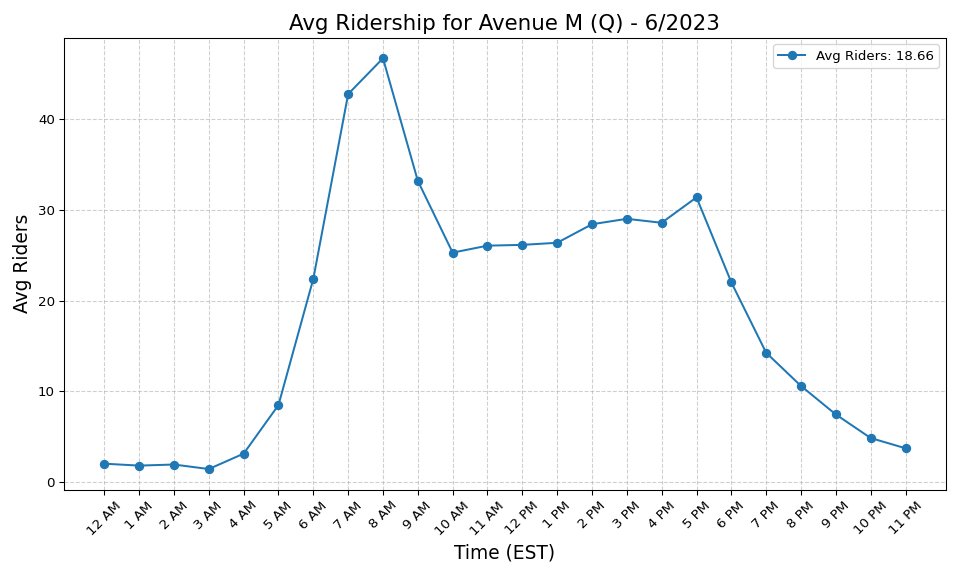 Avg Ridership for Avenue M (Q) - 6/2023
Avg Riders: 18.66
Avg Riders
40
30
20
10
0
12 AM
1 AM
2 AM
3 AM
4 AM
5 AM
6 AM
7 AM
8 AM
9 AM
10 AM
11 AM
12 PM
1 PM
2 PM
3 PM
4 PM
5 PM
6 PM
7 PM
8 PM
9 PM
10 PM
11 PM
Time (EST)